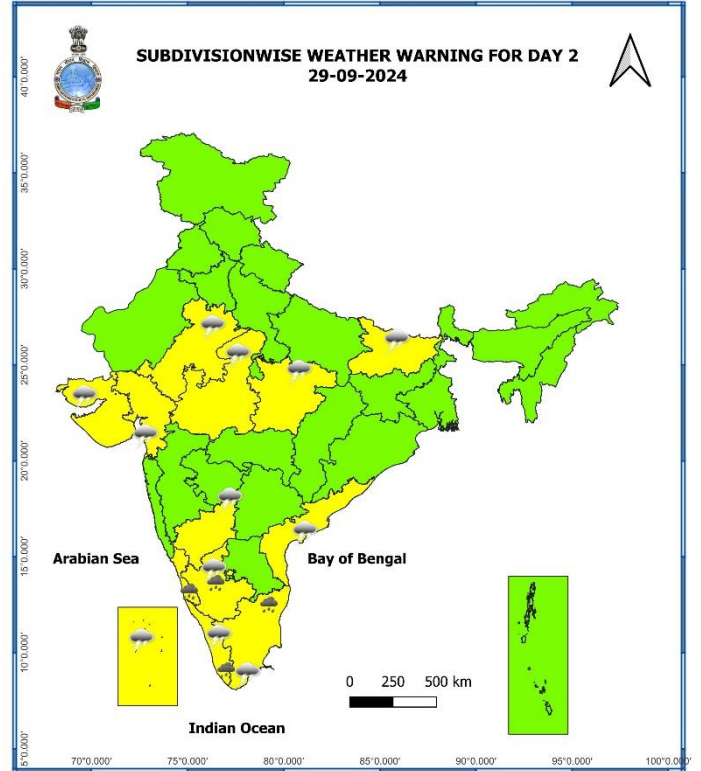 SUBDIVISIONWISE WEATHER WARNING FOR DAY 2
29-09-2024
40°0.000'
35°0.000'
30°0.000'
25°0.000'
20°0.000'
15°0.000'
10°0.000'
5°0.000'
Arabian Sea
Bay of Bengal
0 250 500 km
Indian Ocean
70°0.000' 75°0.000' 80°0.000' 85°0.000' 90°0.000' 95°0.000' 100°0.000'